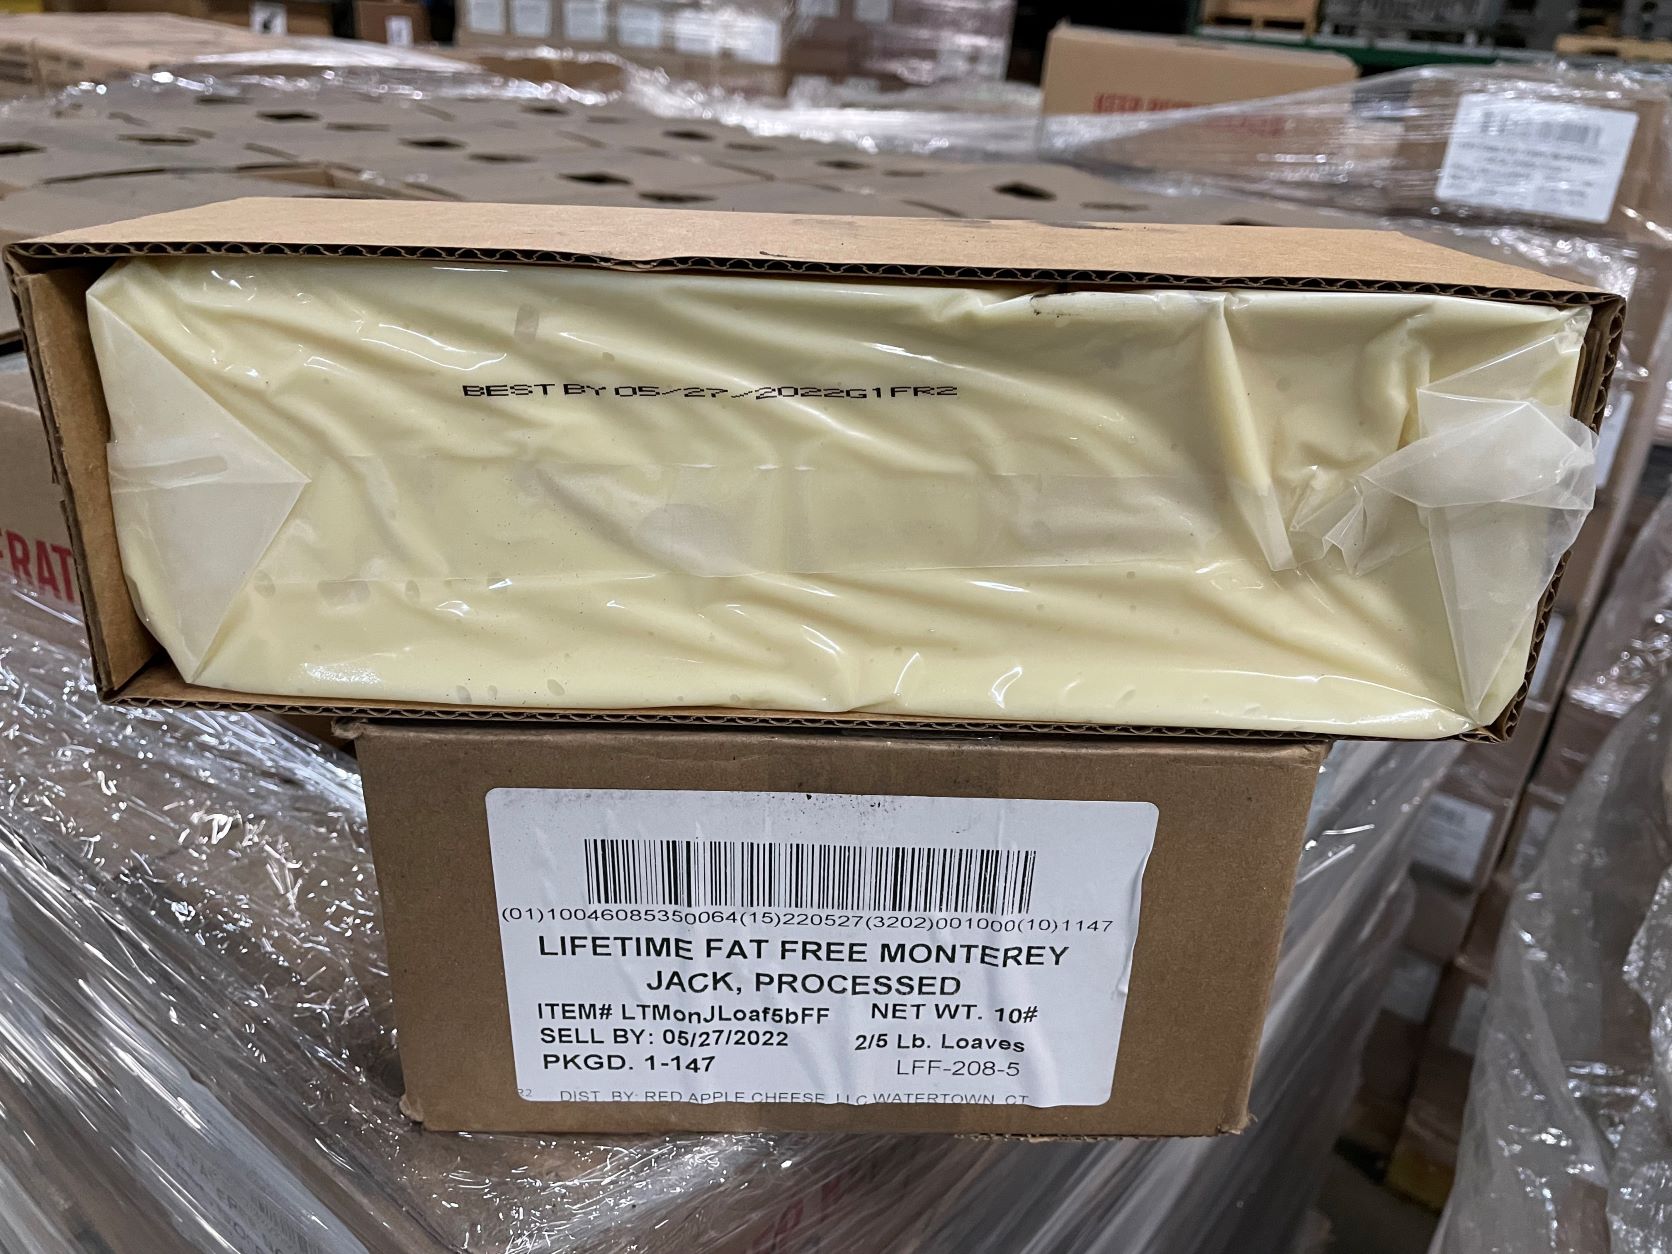 BEST BY 05/27/2022G1FR2
FRAT
(01)10046085350064(15)220527(3202)001000(10)1147
LIFETIME FAT FREE MONTEREY
JACK, PROCESSED
ITEM# LTMonJLoaf5bFF NET WT. 10#
SELL BY: 05/27/2022 2/5 Lb. Loaves
PKGD. 1-147 LFF-208-5
R2 DIST. BY: RED APPLE CHEESE, LLC WATERTOWN, CT